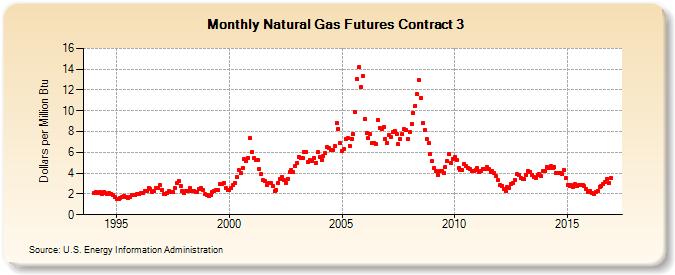 Monthly Natural Gas Futures Contract 3
Dollars per Million Btu
16
14
12
10
8
6
4
2
0
1995 2000 2005 2010 2015
Source: U.S. Energy Information Administration